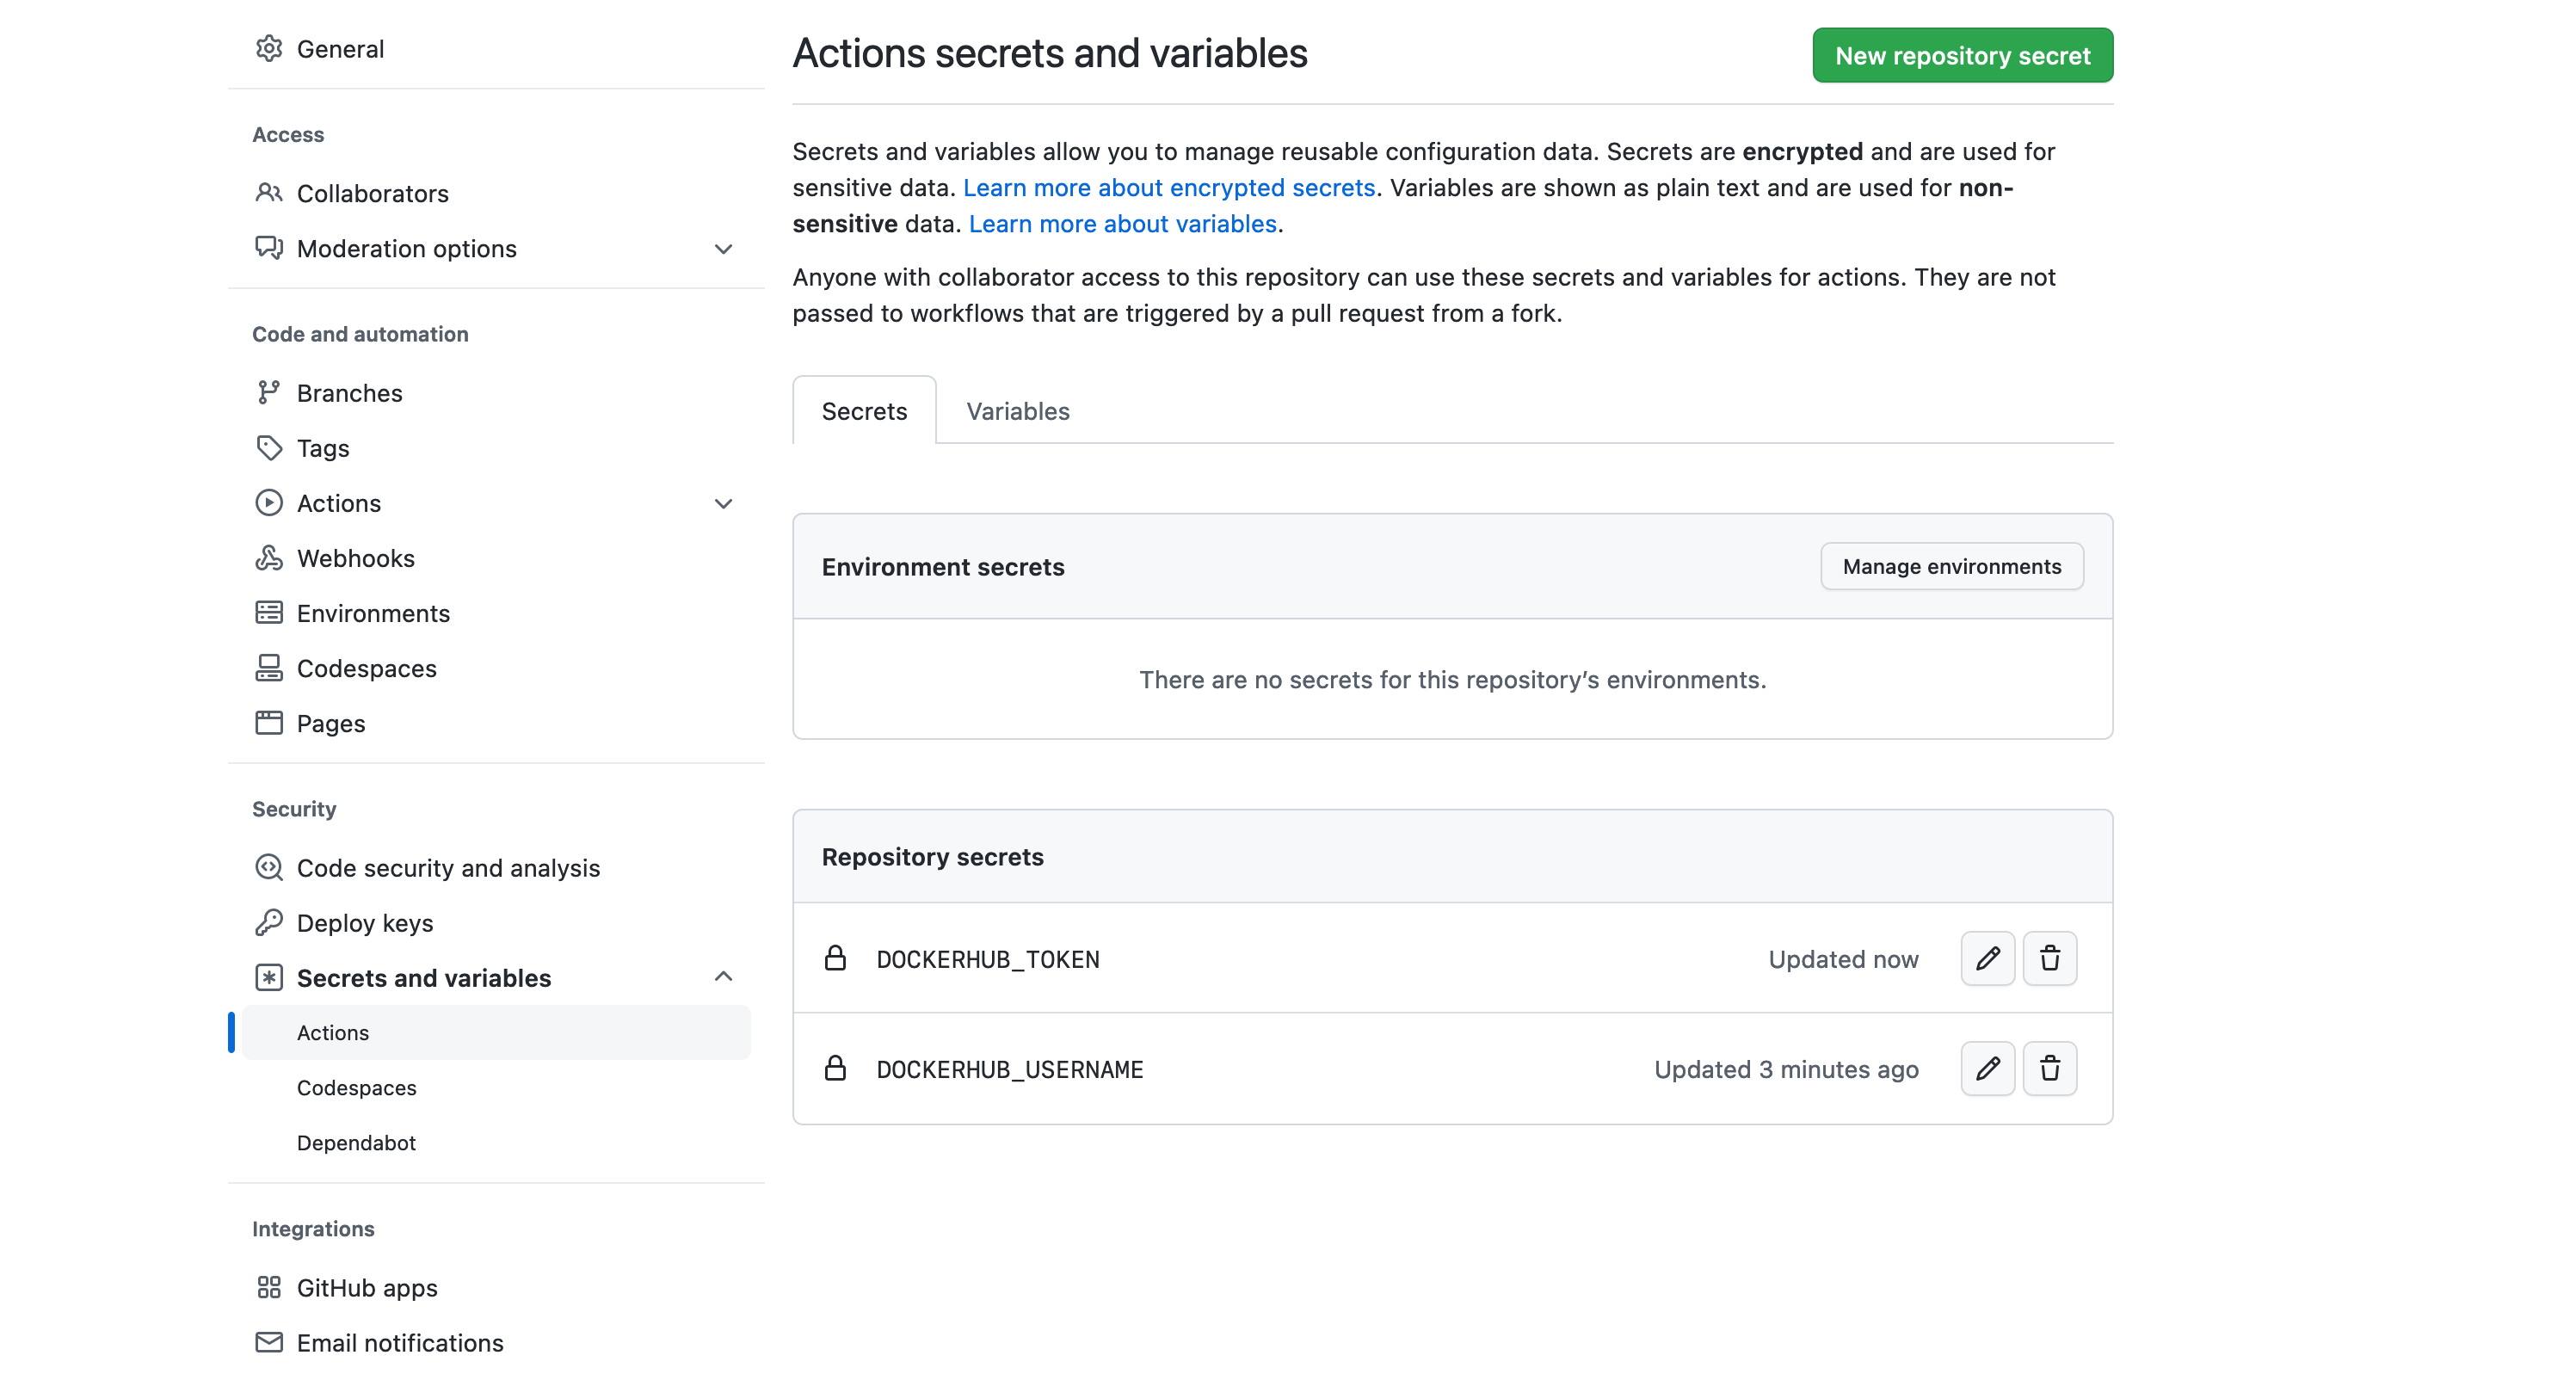 General
Access
Collaborators
Moderation options
Code and automation
Branches
Tags
Actions
Webhooks
Environments
Codespaces
Pages
Security
Code security and analysis
Deploy keys
Secrets and variables
Actions
Codespaces
Dependabot
Integrations
GitHub apps
Email notifications
Actions secrets and variables
New repository secret
Secrets and variables allow you to manage reusable configuration data. Secrets are encrypted and are used for
sensitive data. Learn more about encrypted secrets. Variables are shown as plain text and are used for non-
sensitive data. Learn more about variables.
Anyone with collaborator access to this repository can use these secrets and variables for actions. They are not
passed to workflows that are triggered by a pull request from a fork.
Secrets Variables
Environment secrets
Manage environments
There are no secrets for this repository’s environments.
Repository secrets
DOCKERHUB_TOKEN Updated now
DOCKERHUB_USERNAME Updated 3 minutes ago